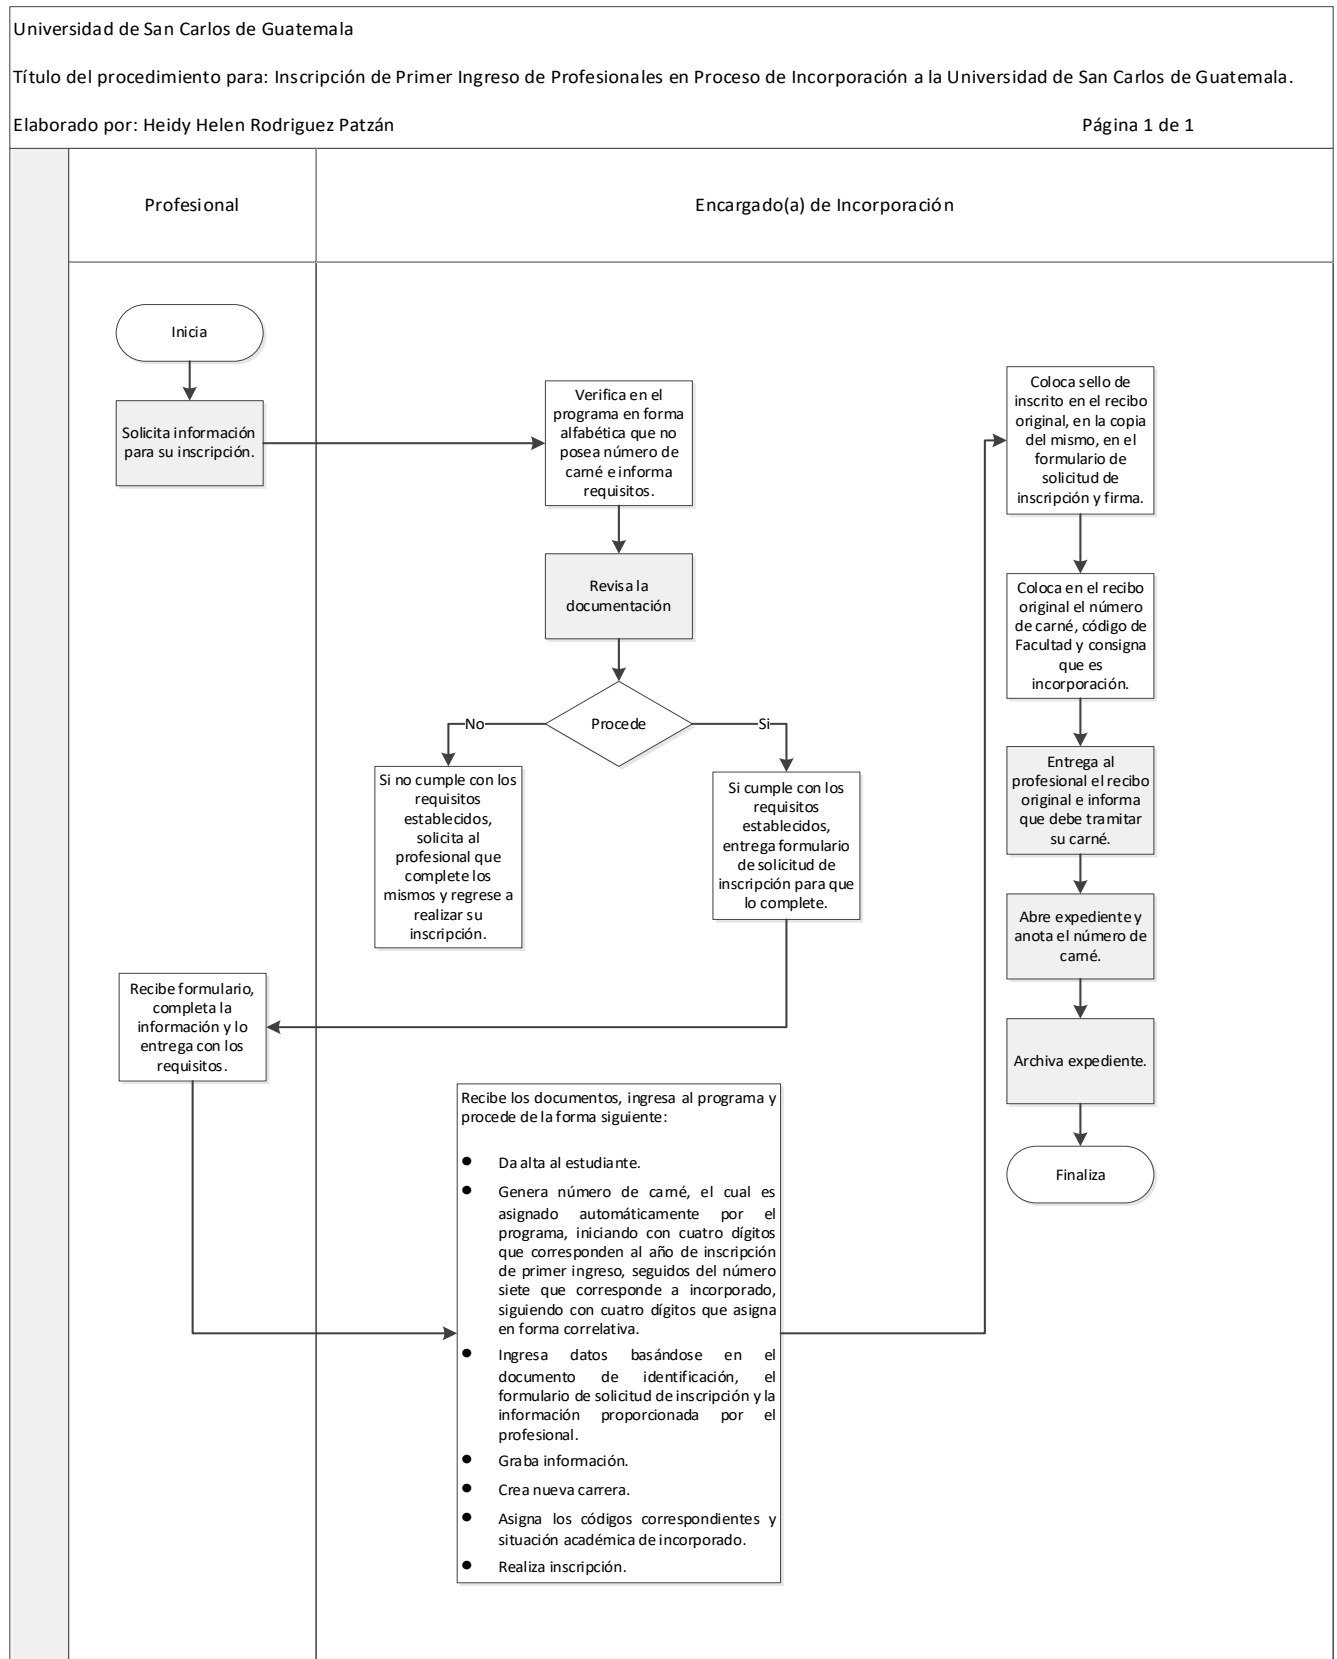 Universidad de San Carlos de Guatemala
Título del procedimiento para: Inscripción de Primer Ingreso de Profesionales en Proceso de Incorporación a la Universidad de San Carlos de Guatemala.
Elaborado por: Heidy Helen Rodriguez Patzán
Página 1 de 1
Profesional
Encargado(a) de Incorporación
Inicia
Solicita información
para su inscripción.
Verifica en el
programa en forma
alfabética que no
posea número de
carné e informa
requisitos.
Revisa la
documentación
Procede
No
Si
Si no cumple con los
requisitos
establecidos,
solicita al
profesional que
complete los
mismos y regrese a
realizar su
inscripción.
Si cumple con los
requisitos
establecidos,
entrega formulario
de solicitud de
inscripción para que
lo complete.
Recibe formulario,
completa la
información y lo
entrega con los
requisitos.
Recibe los documentos, ingresa al programa y
procede de la forma siguiente:
● Da alta al estudiante.
● Genera número de carné, el cual es
asignado automáticamente por el
programa, iniciando con cuatro dígitos
que corresponden al año de inscripción
de primer ingreso, seguidos del número
siete que corresponde a incorporado,
siguiendo con cuatro dígitos que asigna
en forma correlativa.
● Ingresa datos basándose en el
documento de identificación, el
formulario de solicitud de inscripción y la
información proporcionada por el
profesional.
● Graba información.
● Crea nueva carrera.
● Asigna los códigos correspondientes y
situación académica de incorporado.
● Realiza inscripción.
Coloca sello de
inscrito en el recibo
original, en la copia
del mismo, en el
formulario de
solicitud de
inscripción y firma.
Coloca en el recibo
original el número
de carné, código de
Facultad y consigna
que es
incorporación.
Entrega al
profesional el recibo
original e informa
que debe tramitar
su carné.
Abre expediente y
anota el número de
carné.
Archiva expediente.
Finaliza